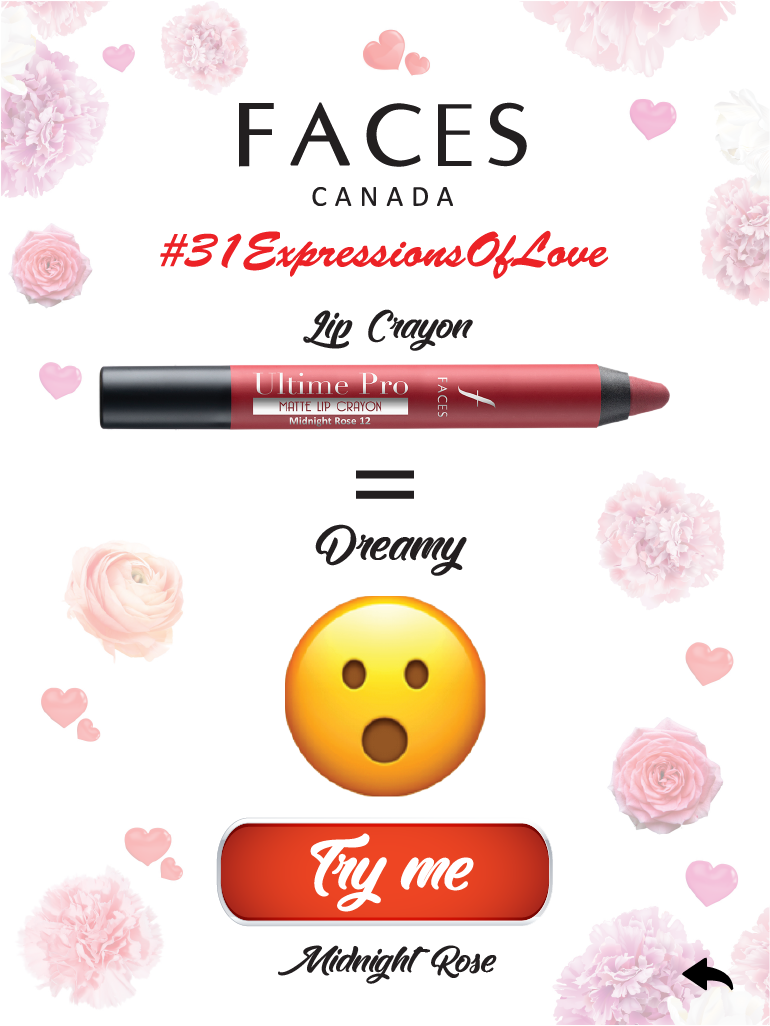 FACES
CANADA
#31ExpressionsOfLove
Lip Crayon
Ultime Pro
MATTE LIP CRAYON
Midnight Rose 12
FACES
f
=
Dreamy
Try me
Midnight Rose